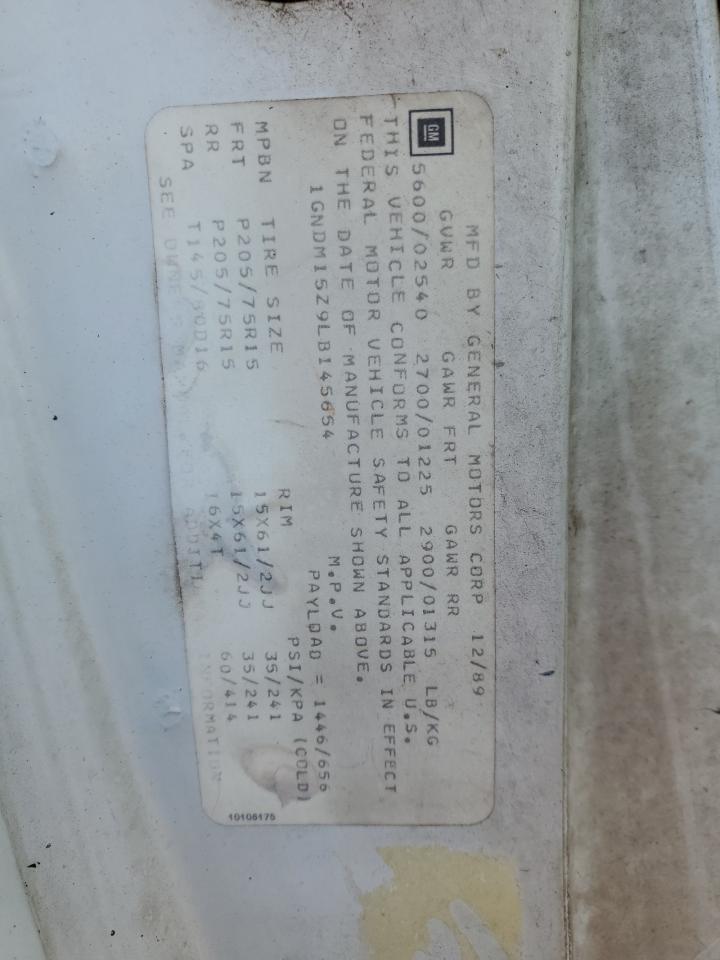 GM
MFD BY GENERAL MOTORS CORP 12/89
GVWR GAWR FRT GAWR RR
5600/02540 2700/01225 2900/01315 LB/KG
THIS VEHICLE CONFORMS TO ALL APPLICABLE U.S.
FEDERAL MOTOR VEHICLE SAFETY STANDARDS IN EFFECT
ON THE DATE OF MANUFACTURE SHOWN ABOVE.
M.P.V.
1GNDM15Z9LB145654
PAYLOAD = 1446/656
MPBN TIRE SIZE RIM PSI/KPA (COLD)
FRT P205/75R15 15X61/2JJ 35/241
RR P205/75R15 15X61/2JJ 35/241
SPA T145/80D16 16X4T 60/414
SEE INFORMATION
10106175